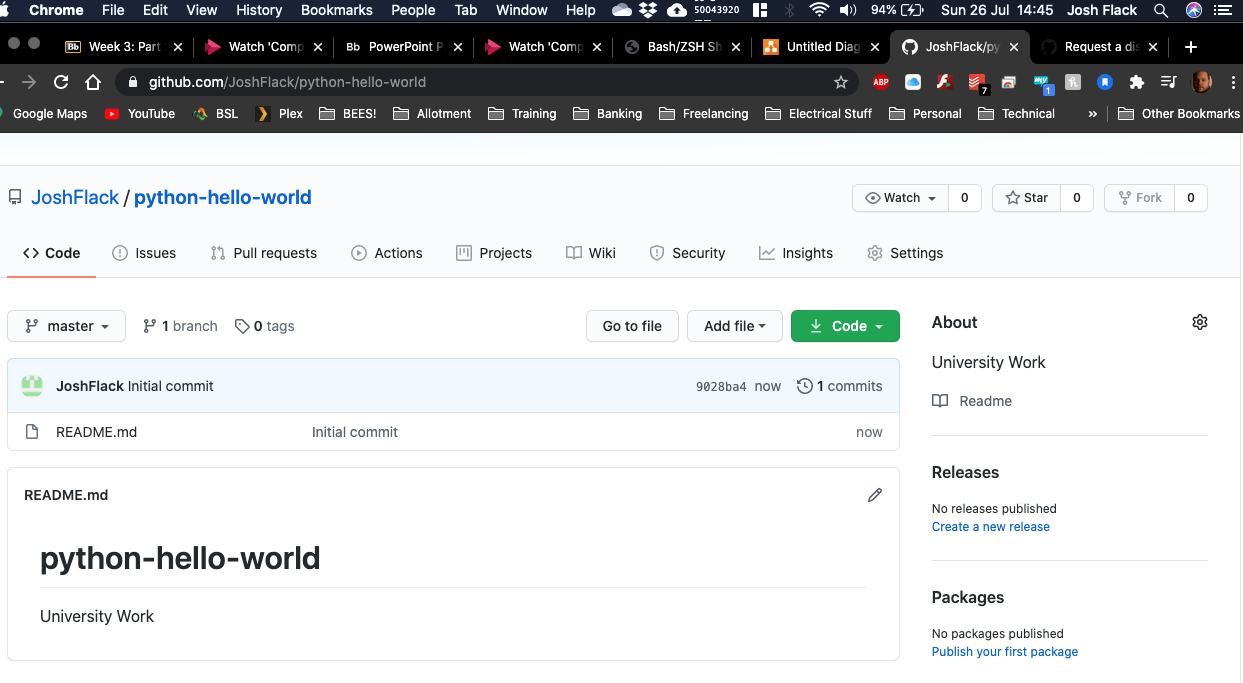 Chrome File Edit View History Bookmarks People Tab Window Help 50043920 94% Sun 26 Jul 14:45 Josh Flack
Bb Week 3: Part Watch 'Comp Bb PowerPoint P Watch 'Comp Bash/ZSH Sh Untitled Diag JoshFlack/py Request a dis
github.com/JoshFlack/python-hello-world ABP 7 1
Google Maps YouTube BSL Plex BEES! Allotment Training Banking Freelancing Electrical Stuff Personal Technical » Other Bookmarks
JoshFlack / python-hello-world Watch 0 Star 0 Fork 0
Code Issues Pull requests Actions Projects Wiki Security Insights Settings
master 1 branch 0 tags Go to file Add file Code About
University Work
JoshFlack Initial commit 9028ba4 now 1 commits
Readme
README.md Initial commit now
Releases
README.md
No releases published
Create a new release
python-hello-world
Packages
University Work
No packages published
Publish your first package